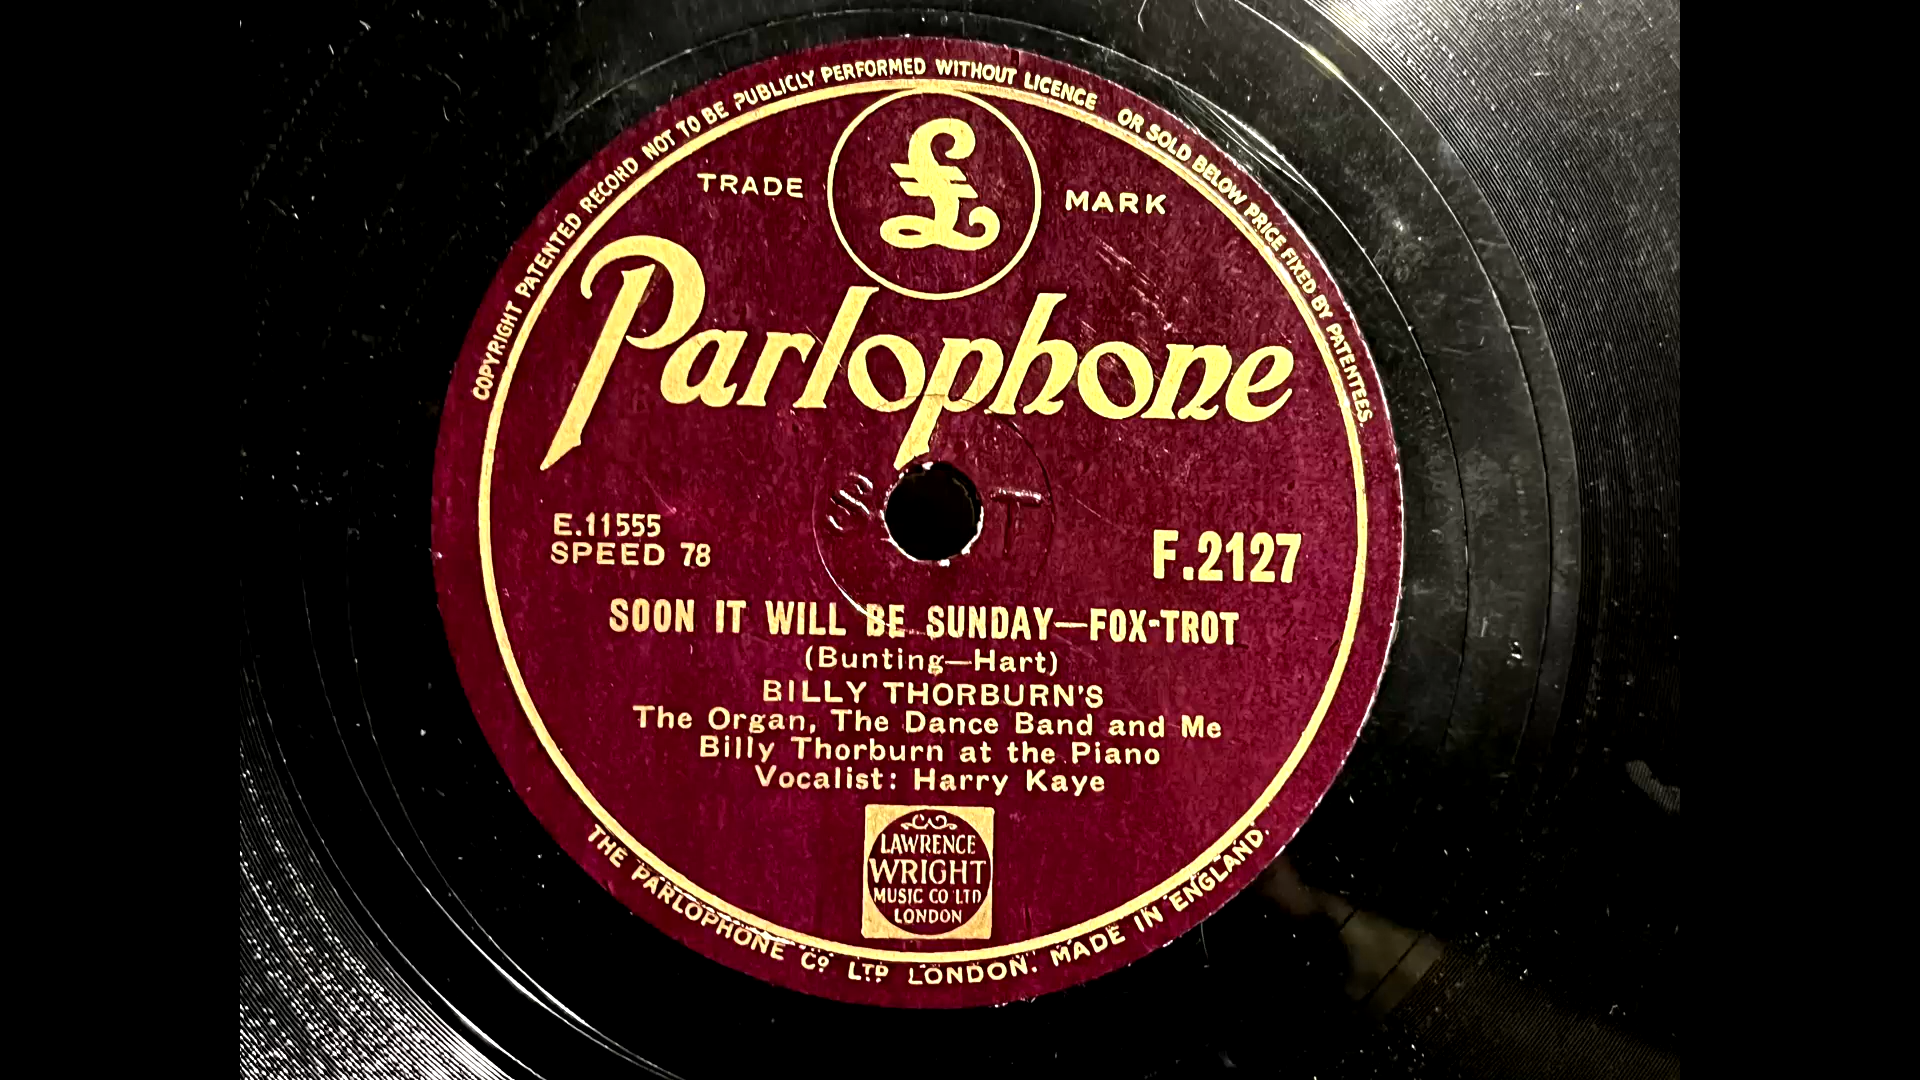 COPYRIGHT PATENTED RECORD NOT TO BE PUBLICLY PERFORMED WITHOUT LICENCE OR SOLD BELOW PRICE FIXED BY PATENTEES.
£
TRADE MARK
Parlophone
S T
E.11555
SPEED 78
F.2127
SOON IT WILL BE SUNDAY—FOX-TROT
(Bunting—Hart)
BILLY THORBURN'S
The Organ, The Dance Band and Me
Billy Thorburn at the Piano
Vocalist: Harry Kaye
LAWRENCE
WRIGHT
MUSIC CO LTD
LONDON
THE PARLOPHONE CO LTD LONDON. MADE IN ENGLAND.